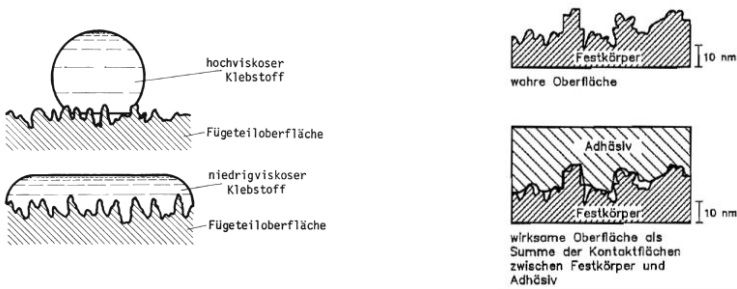 hochviskoser
Klebstoff
Fügeteiloberfläche
niedrigviskoser
Klebstoff
Fügeteiloberfläche
Festkörper
10 nm
wahre Oberfläche
Adhäsiv
Festkörper
10 nm
wirksame Oberfläche als
Summe der Kontaktflächen
zwischen Festkörper und
Adhäsiv